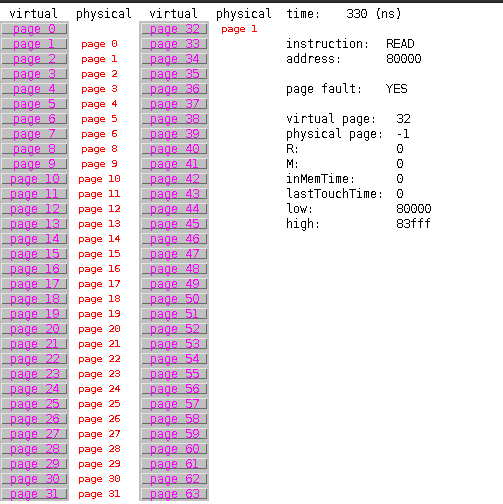 virtual physical virtual physical time: 330 (ns)
page 0 page 32 page 1
page 1 page 0 page 33 instruction: READ
page 2 page 1 page 34 address: 80000
page 3 page 2 page 35
page 4 page 3 page 36 page fault: YES
page 5 page 4 page 37
page 6 page 5 page 38 virtual page: 32
page 7 page 6 page 39 physical page: -1
page 8 page 8 page 40 R: 0
page 9 page 9 page 41 M: 0
page 10 page 10 page 42 inMemTime: 0
page 11 page 11 page 43 lastTouchTime: 0
page 12 page 12 page 44 low: 80000
page 13 page 13 page 45 high: 83fff
page 14 page 14 page 46
page 15 page 15 page 47
page 16 page 16 page 48
page 17 page 17 page 49
page 18 page 18 page 50
page 19 page 19 page 51
page 20 page 20 page 52
page 21 page 21 page 53
page 22 page 22 page 54
page 23 page 23 page 55
page 24 page 24 page 56
page 25 page 25 page 57
page 26 page 26 page 58
page 27 page 27 page 59
page 28 page 28 page 60
page 29 page 29 page 61
page 30 page 30 page 62
page 31 page 31 page 63